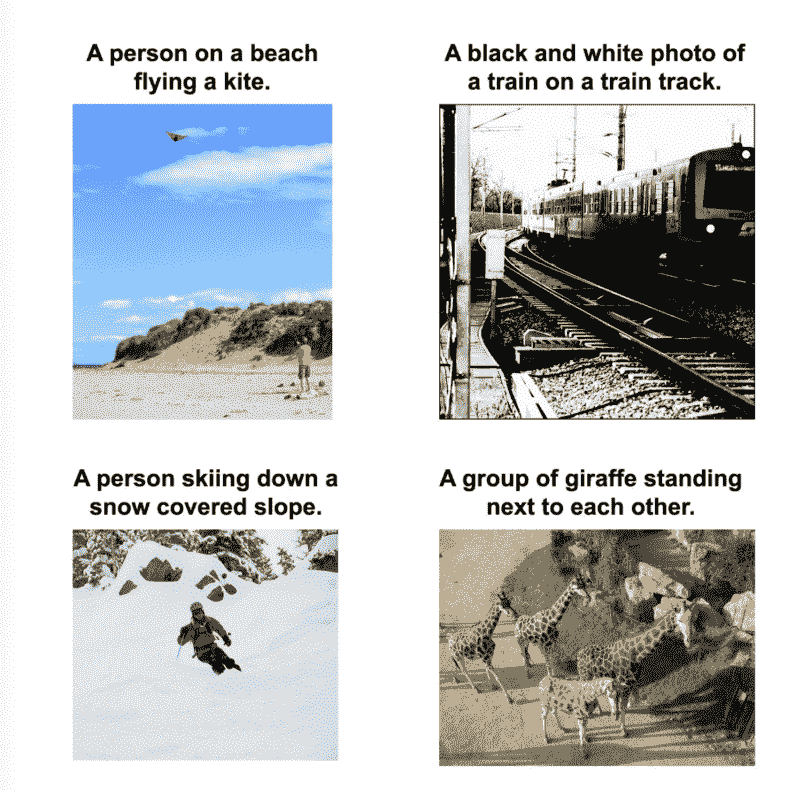 A person on a beach
flying a kite.
A black and white photo of
a train on a train track.
A person skiing down a
snow covered slope.
A group of giraffe standing
next to each other.